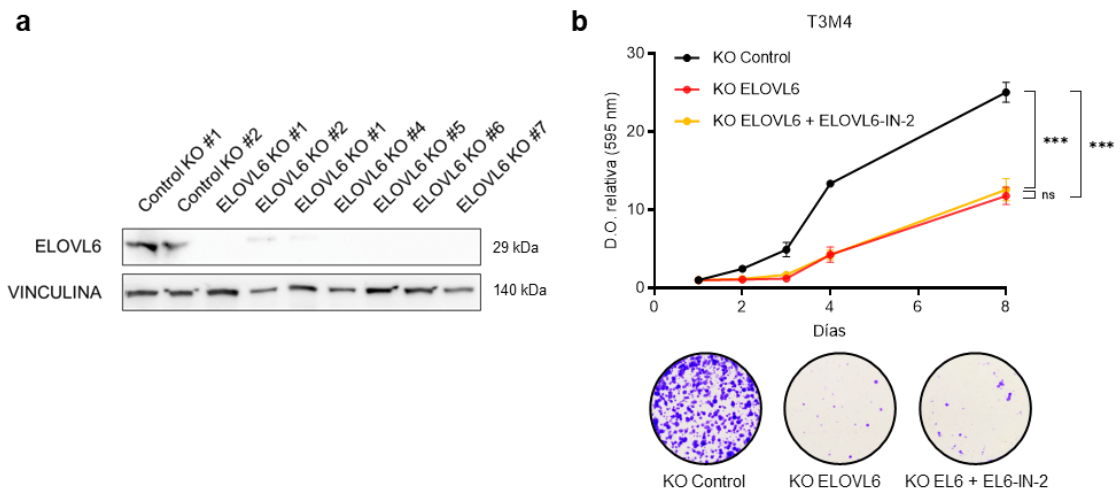 a
Control KO #1
Control KO #2
ELOVL6 KO #1
ELOVL6 KO #2
ELOVL6 KO #1
ELOVL6 KO #4
ELOVL6 KO #5
ELOVL6 KO #6
ELOVL6 KO #7
ELOVL6 29 kDa
VINCULINA 140 kDa
b
T3M4
KO Control
KO ELOVL6
KO ELOVL6 + ELOVL6-IN-2
D.O. relativa (595 nm)
30
20
10
0
0 2 4 6 8
Días
***
***
ns
KO Control KO ELOVL6 KO EL6 + EL6-IN-2